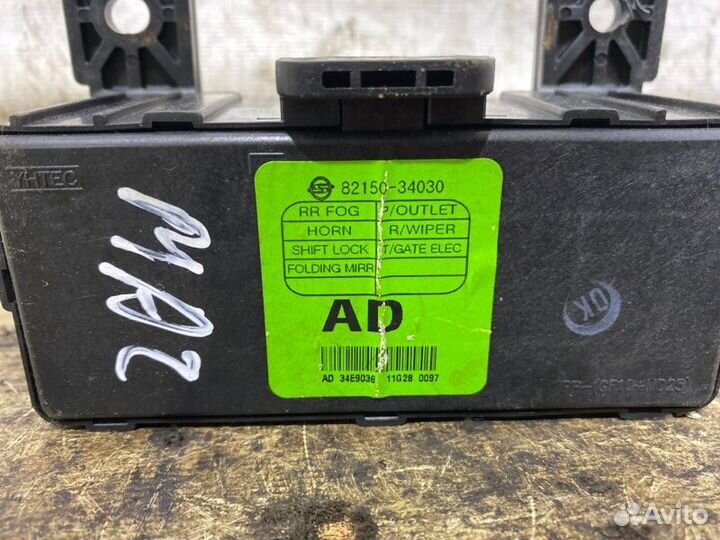 YHTEC
82150-34030
RR FOG P/OUTLET
HORN R/WIPER
SHIFT LOCK T/GATE ELEC
FOLDING MIRR
AD
AD 34E9036 11G28 0097
OK
Avito